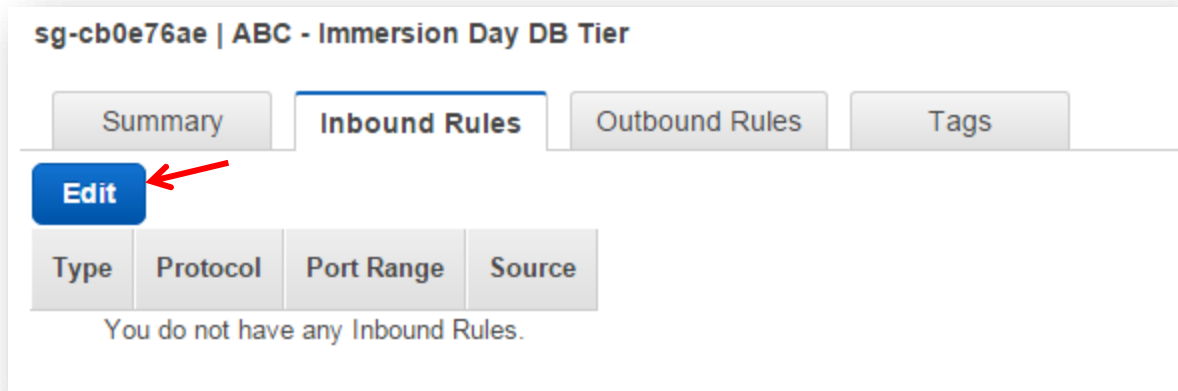 sg-cb0e76ae | ABC - Immersion Day DB Tier
Summary Inbound Rules Outbound Rules Tags
Edit
Type Protocol Port Range Source
You do not have any Inbound Rules.